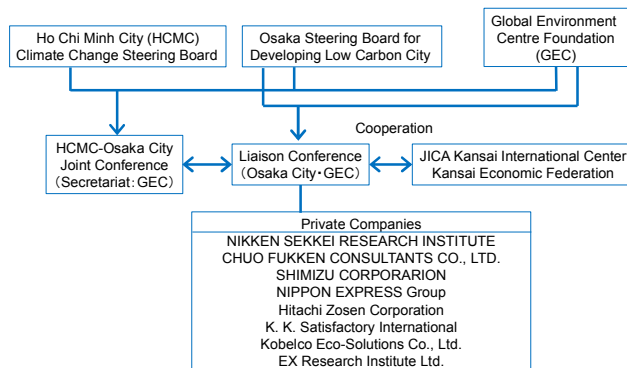 Ho Chi Minh City (HCMC)
Climate Change Steering Board
Osaka Steering Board for
Developing Low Carbon City
Global Environment
Centre Foundation
(GEC)
Cooperation
HCMC-Osaka City
Joint Conference
（Secretariat：GEC）
Liaison Conference
（Osaka City・GEC）
JICA Kansai International Center
Kansai Economic Federation
Private Companies
NIKKEN SEKKEI RESEARCH INSTITUTE
CHUO FUKKEN CONSULTANTS CO., LTD.
SHIMIZU CORPORARION
NIPPON EXPRESS Group
Hitachi Zosen Corporation
K. K. Satisfactory International
Kobelco Eco-Solutions Co., Ltd.
EX Research Institute Ltd.